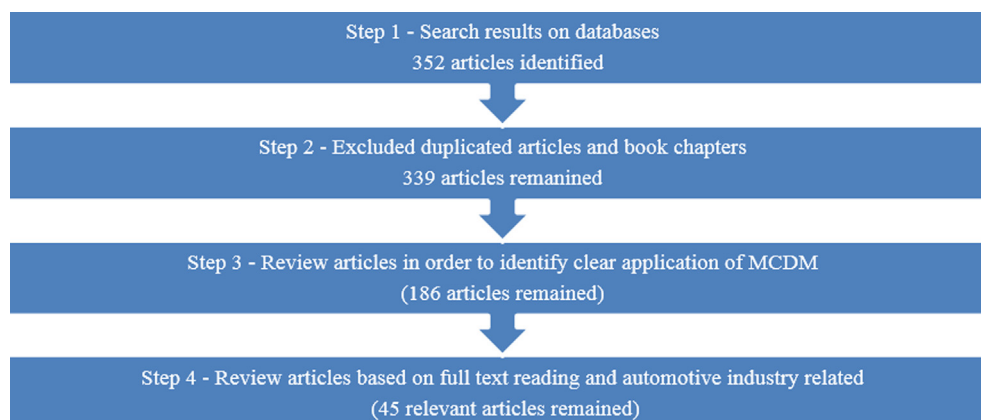 Step 1 - Search results on databases
352 articles identified
Step 2 - Excluded duplicated articles and book chapters
339 articles remanined
Step 3 - Review articles in order to identify clear application of MCDM
(186 articles remained)
Step 4 - Review articles based on full text reading and automotive industry related
(45 relevant articles remained)